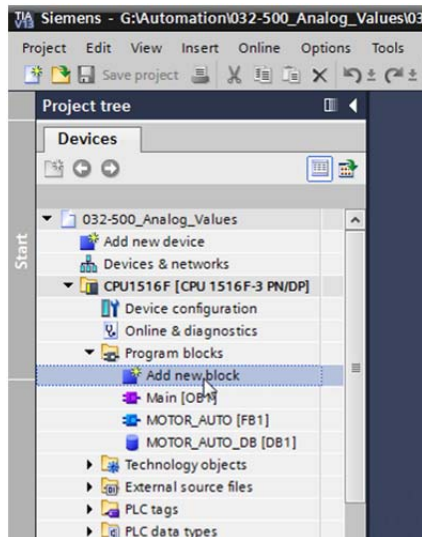 TIA V13 Siemens - G:\Automation\032-500_Analog_Values\03
Project Edit View Insert Online Options Tools
Save project
Project tree
Devices
Start
032-500_Analog_Values
Add new device
Devices & networks
CPU1516F [CPU 1516F-3 PN/DP]
Device configuration
Online & diagnostics
Program blocks
Add new block
Main [OB1]
MOTOR_AUTO [FB1]
MOTOR_AUTO_DB [DB1]
Technology objects
External source files
PLC tags
PLC data types